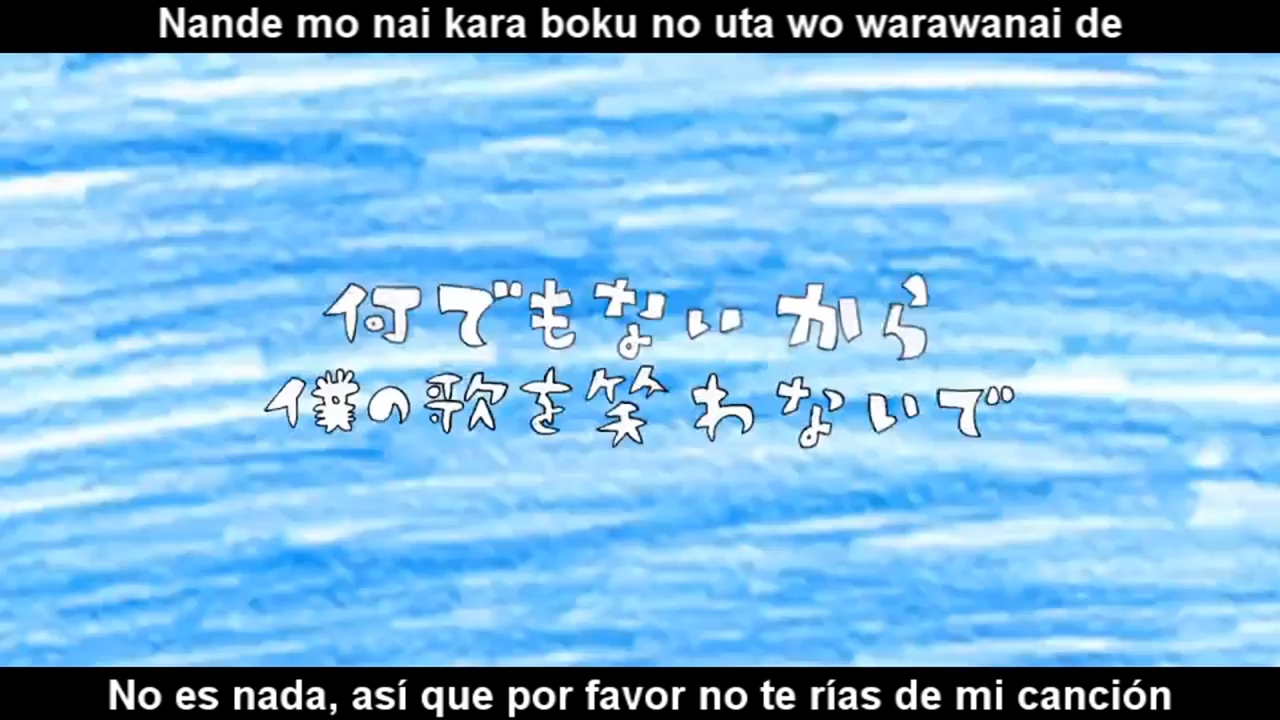 Nande mo nai kara boku no uta wo warawanai de
何でもないから
僕の歌を笑わないで
No es nada, así que por favor no te rías de mi canción